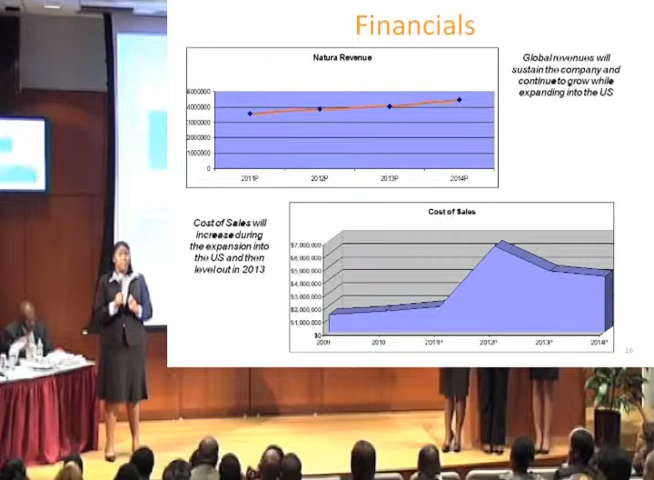 Financials
Natura Revenue
Global revenues will
sustain the company and
continue to grow while
expanding into the US
5000000
4000000
3000000
2000000
1000000
0
2011P
2012P
2013P
2014P
Cost of Sales will
increase during
the expansion into
the US and then
level out in 2013
Cost of Sales
$7,000,000
$6,000,000
$5,000,000
$4,000,000
$3,000,000
$2,000,000
$1,000,000
$0
2009
2010
2011P
2012P
2013P
2014P
16